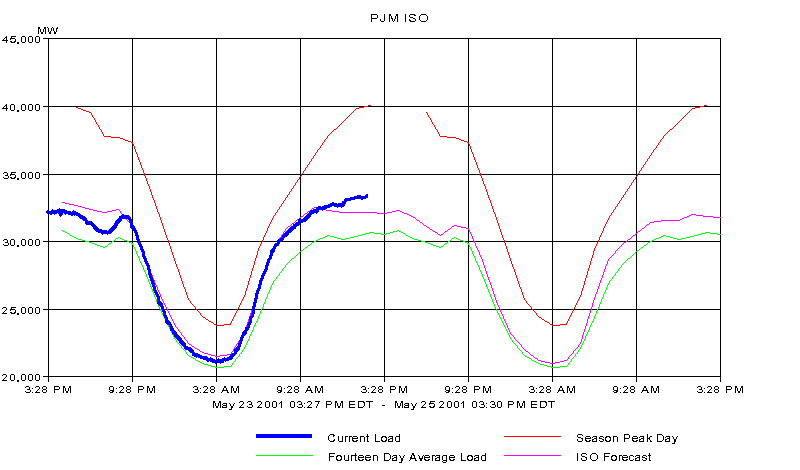 PJM ISO
MW
45,000
40,000
35,000
30,000
25,000
20,000
3:28 PM 9:28 PM 3:28 AM 9:28 AM 3:28 PM 9:28 PM 3:28 AM 9:28 AM 3:28 PM
May 23 2001 03:27 PM EDT - May 25 2001 03:30 PM EDT
Current Load Season Peak Day
Fourteen Day Average Load ISO Forecast